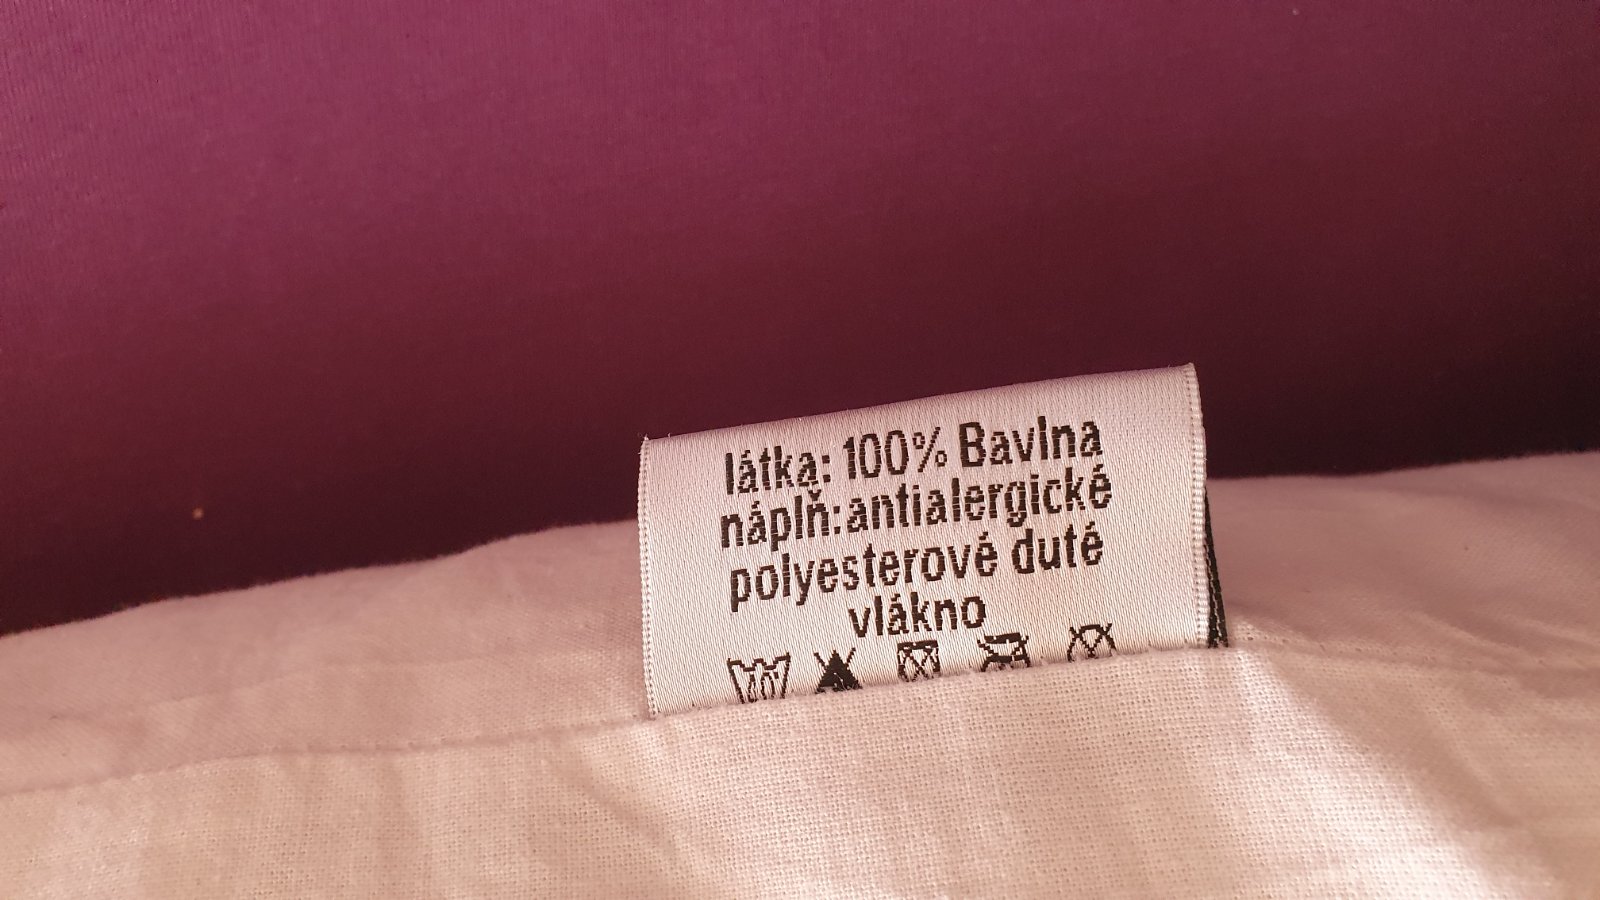 látka: 100% Bavlna
náplň:antialergické
polyesterové duté
vlákno